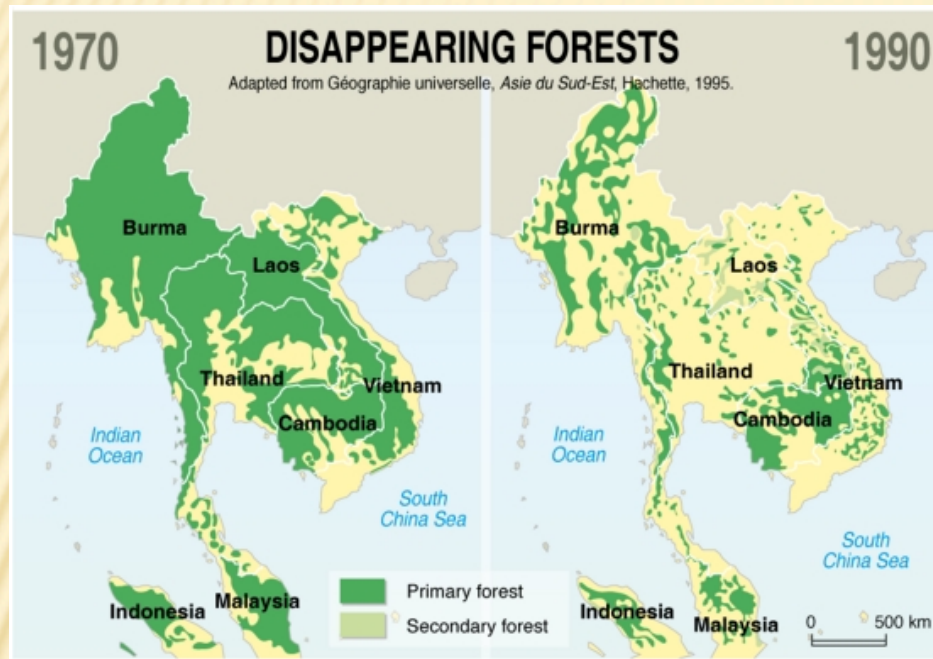 1970
DISAPPEARING FORESTS
1990
Adapted from Géographie universelle, Asie du Sud-Est, Hachette, 1995.
Burma
Laos
Thailand
Vietnam
Cambodia
Indian
Ocean
South
China Sea
Indonesia
Malaysia
Primary forest
Secondary forest
Burma
Laos
Thailand
Vietnam
Cambodia
Indian
Ocean
South
China Sea
Indonesia
Malaysia
0 500 km